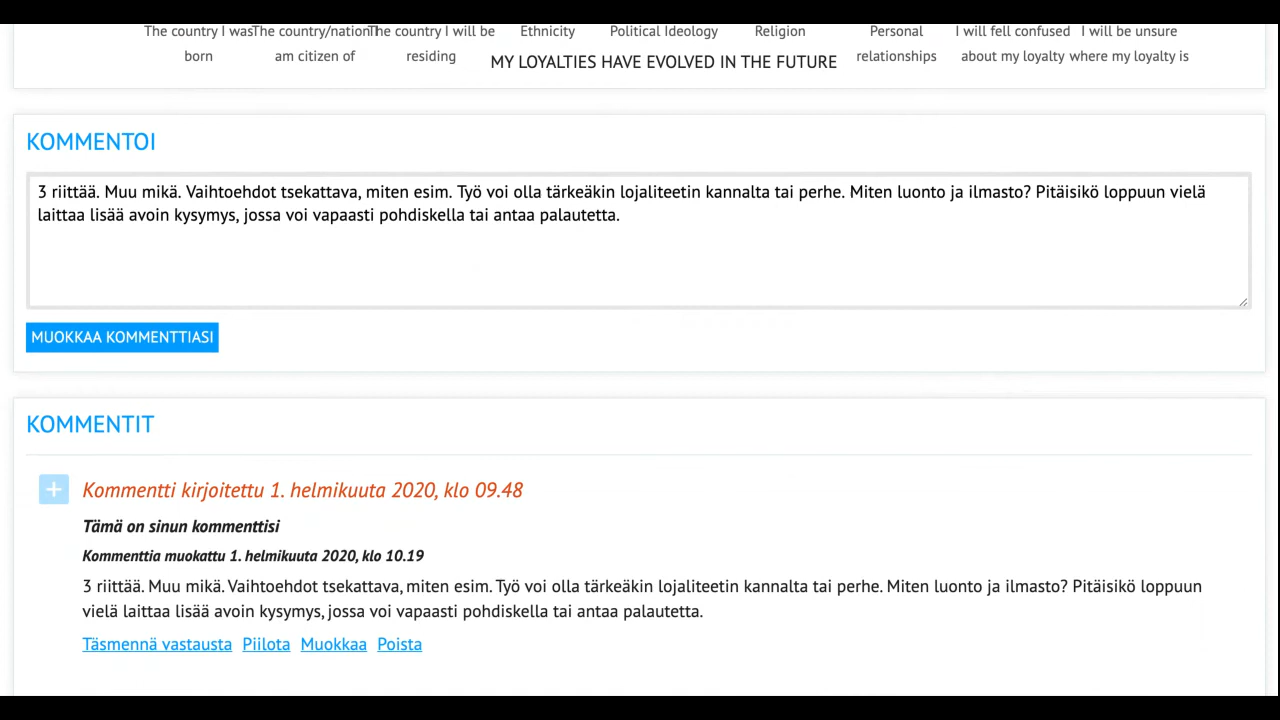 The country I was The country/nation I The country I will be Ethnicity Political Ideology Religion Personal I will fell confused I will be unsure
born am citizen of residing MY LOYALTIES HAVE EVOLVED IN THE FUTURE relationships about my loyalty where my loyalty is
KOMMENTOI
3 riittää. Muu mikä. Vaihtoehdot tsekattava, miten esim. Työ voi olla tärkeäkin lojaliteetin kannalta tai perhe. Miten luonto ja ilmasto? Pitäisikö loppuun vielä
laittaa lisää avoin kysymys, jossa voi vapaasti pohdiskella tai antaa palautetta.
MUOKKAA KOMMENTTIASI
KOMMENTIT
Kommentti kirjoitettu 1. helmikuuta 2020, klo 09.48
Tämä on sinun kommenttisi
Kommenttia muokattu 1. helmikuuta 2020, klo 10.19
3 riittää. Muu mikä. Vaihtoehdot tsekattava, miten esim. Työ voi olla tärkeäkin lojaliteetin kannalta tai perhe. Miten luonto ja ilmasto? Pitäisikö loppuun
vielä laittaa lisää avoin kysymys, jossa voi vapaasti pohdiskella tai antaa palautetta.
Täsmennä vastausta Piilota Muokkaa Poista